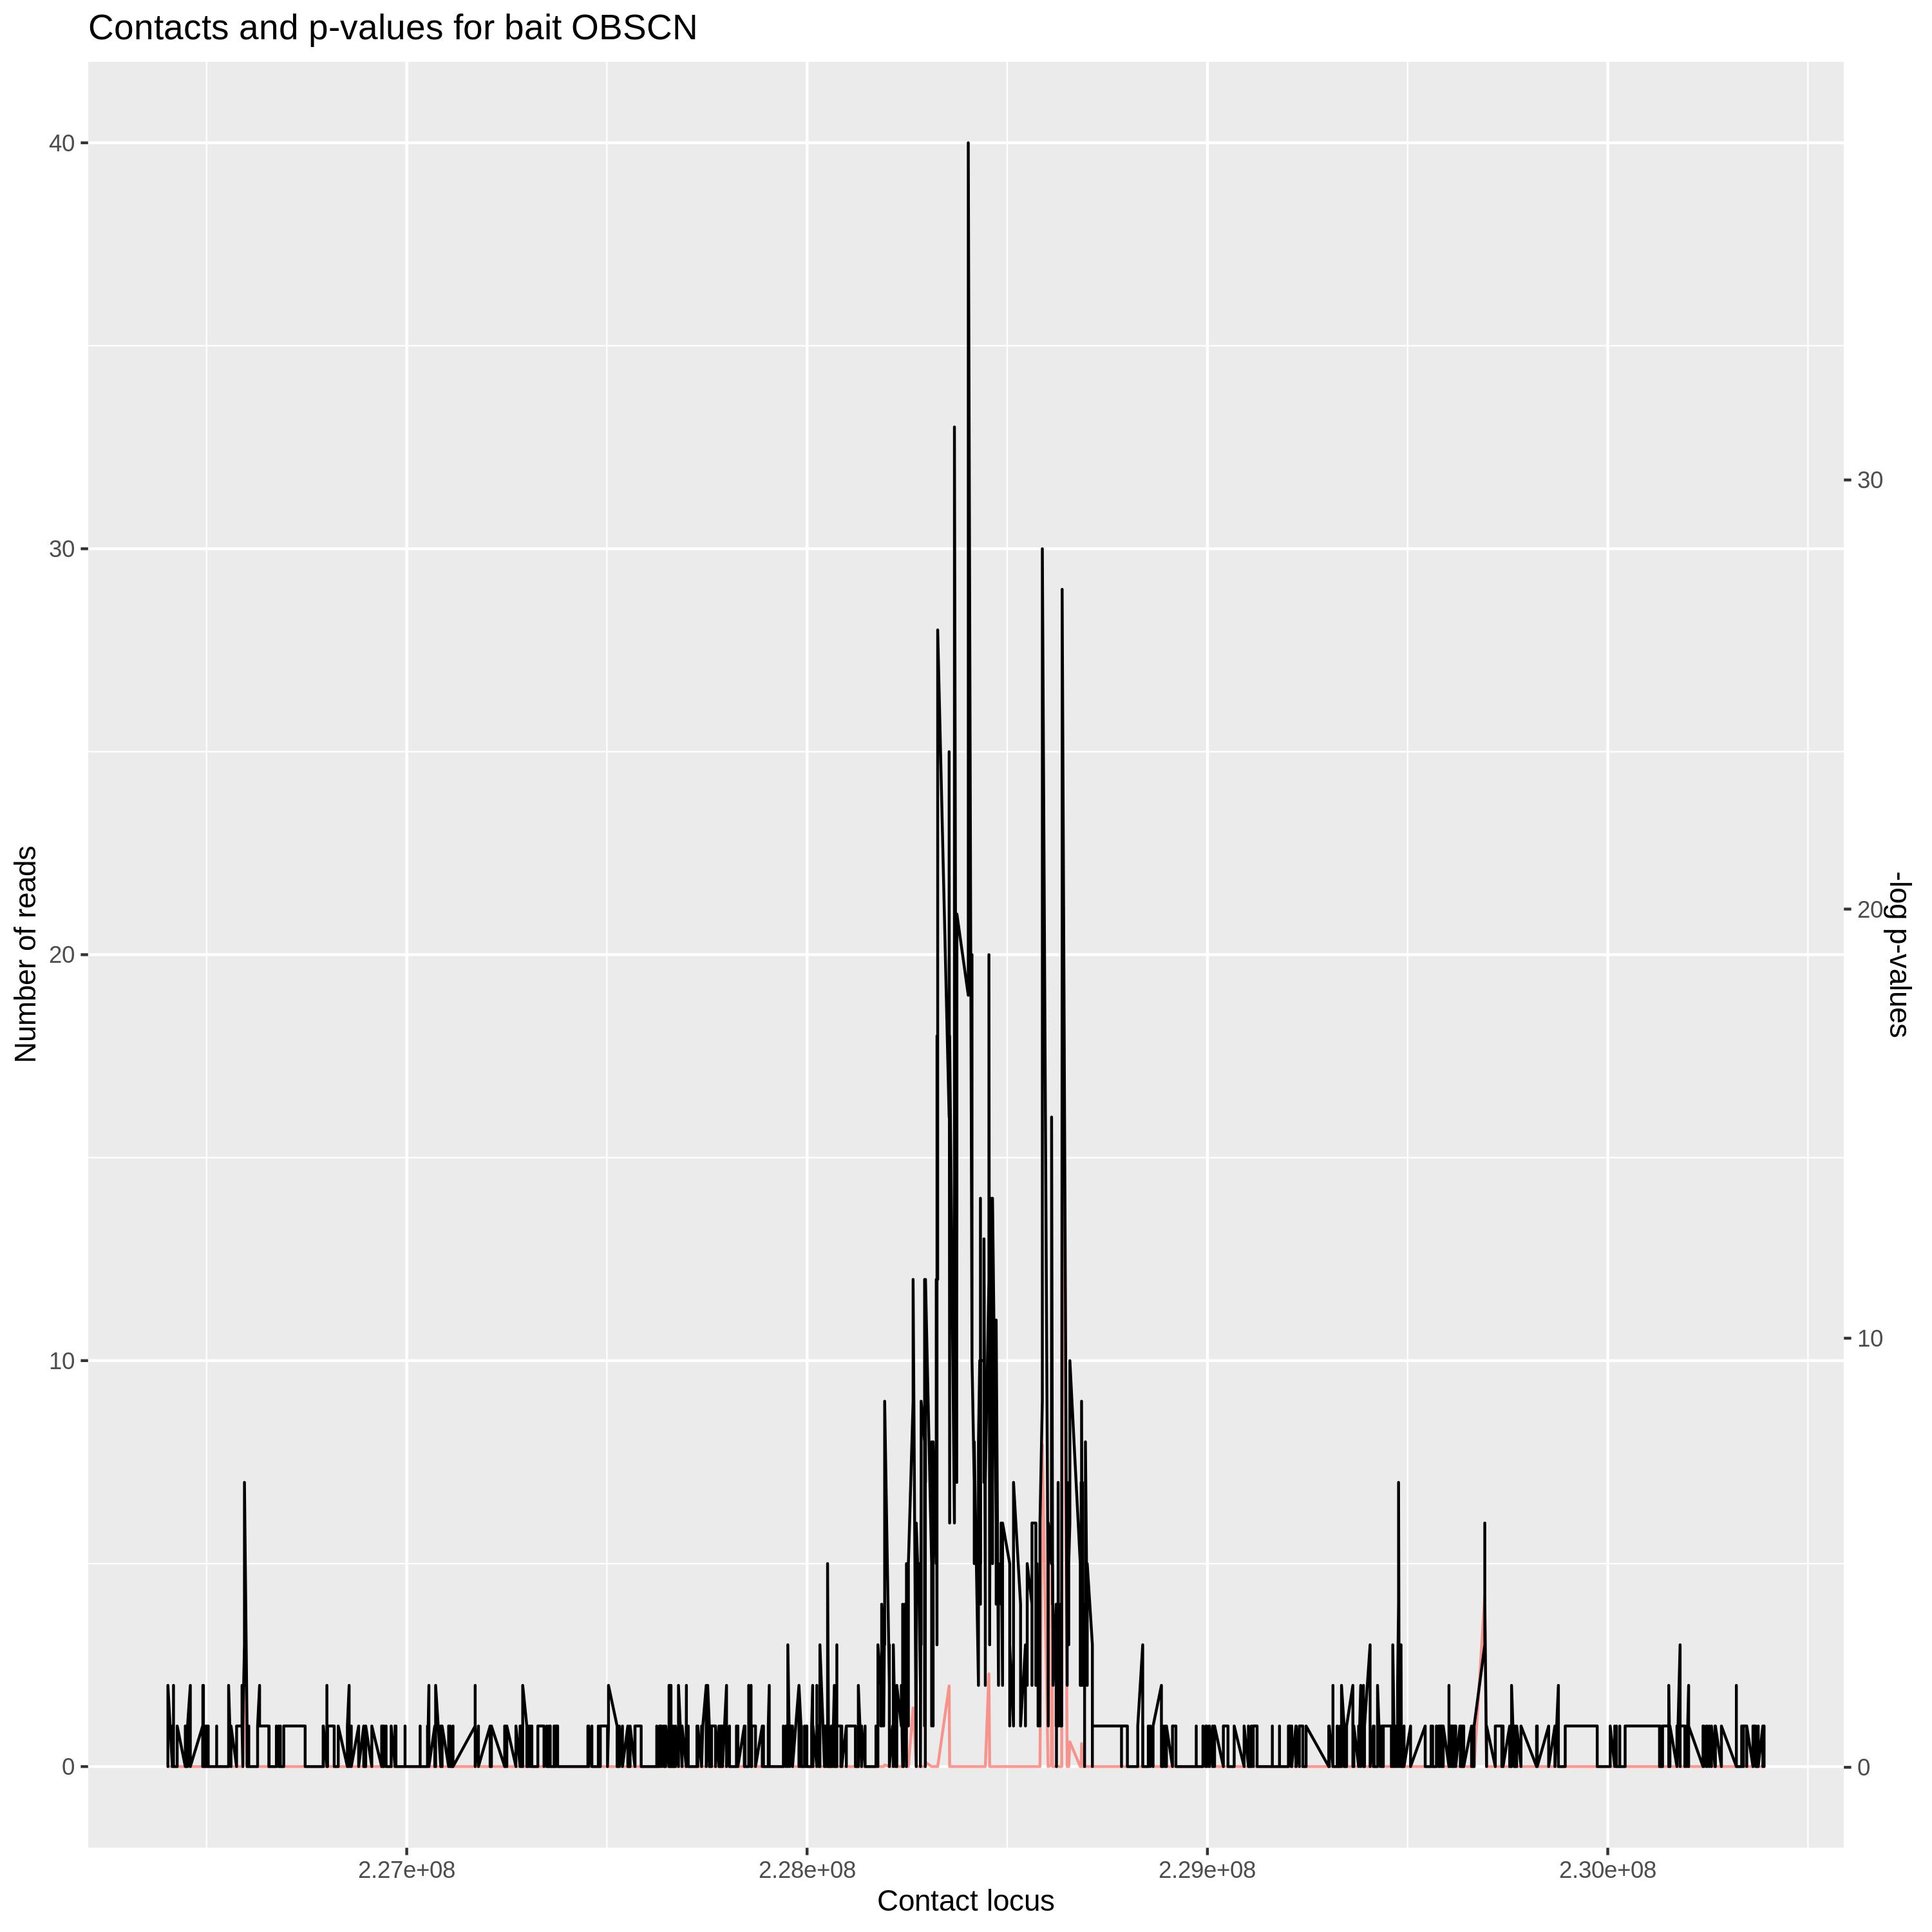 Contacts and p-values for bait OBSCN
40
30
20
10
0
Number of reads
30
20
10
0
-log p-values
2.27e+08
2.28e+08
2.29e+08
2.30e+08
Contact locus